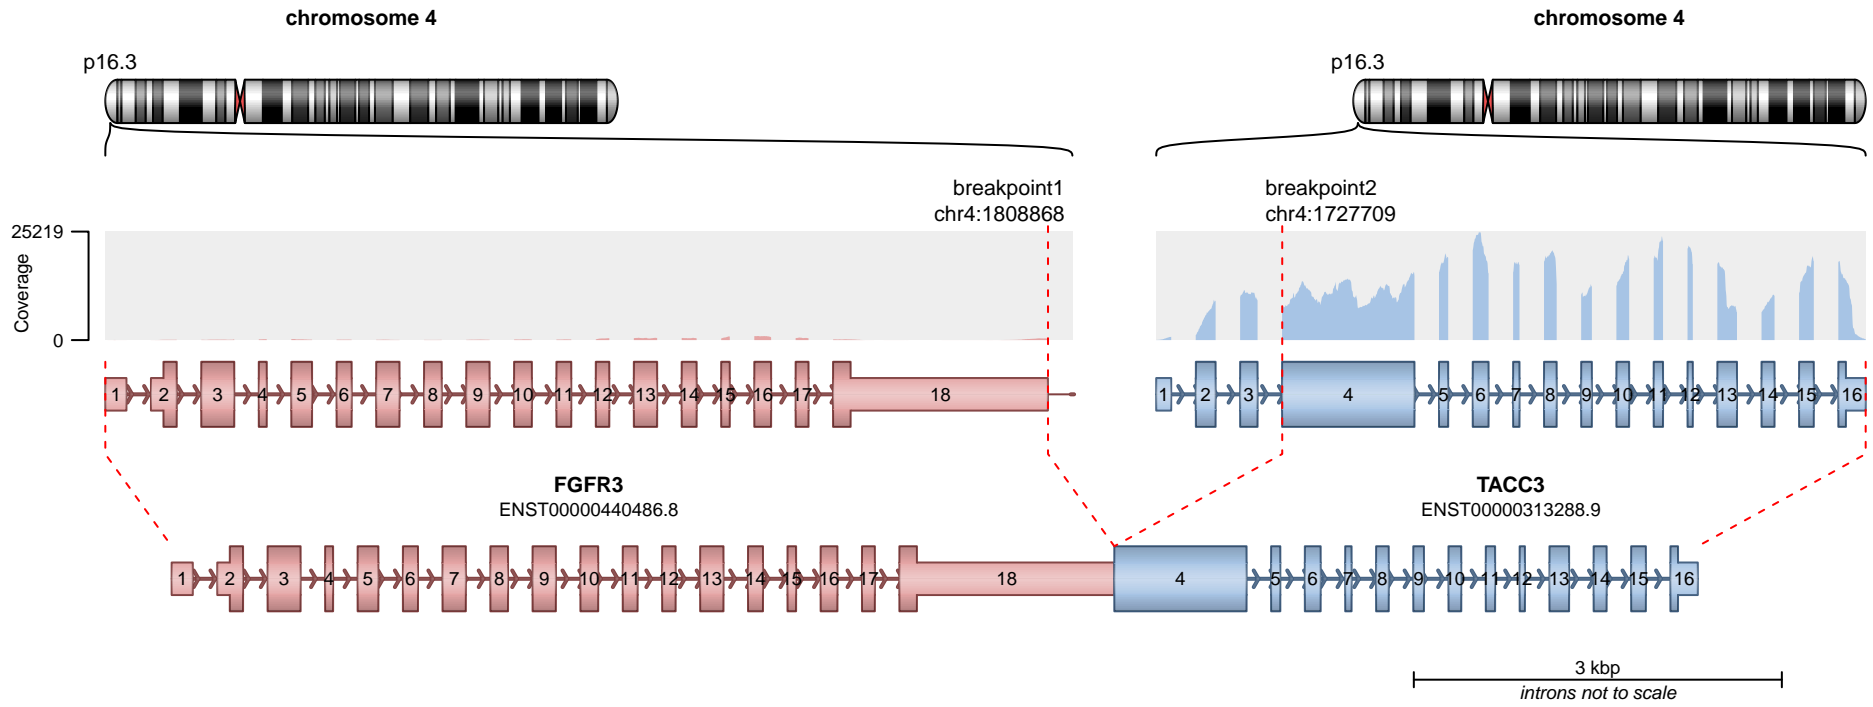 chromosome 4
chromosome 4
p16.3
p16.3
breakpoint1
chr4:1808868
breakpoint2
chr4:1727709
25219
Coverage
0
1 2 3 4 5 6 7 8 9 10 11 12 13 14 15 16 17 18
1 2 3 4 5 6 7 8 9 10 11 12 13 14 15 16
FGFR3
ENST00000440486.8
TACC3
ENST00000313288.9
1 2 3 4 5 6 7 8 9 10 11 12 13 14 15 16 17 18 4 5 6 7 8 9 10 11 12 13 14 15 16
3 kbp
introns not to scale